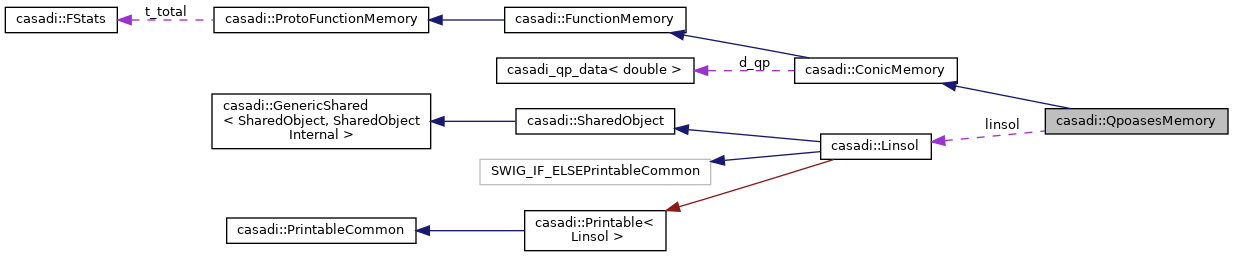 casadi::FStats
t_total
casadi::ProtoFunctionMemory
casadi::FunctionMemory
casadi_qp_data< double >
d_qp
casadi::ConicMemory
casadi::GenericShared
< SharedObject, SharedObject
Internal >
casadi::SharedObject
linsol
casadi::QpoasesMemory
casadi::Linsol
SWIG_IF_ELSEPrintableCommon
casadi::PrintableCommon
casadi::Printable<
Linsol >